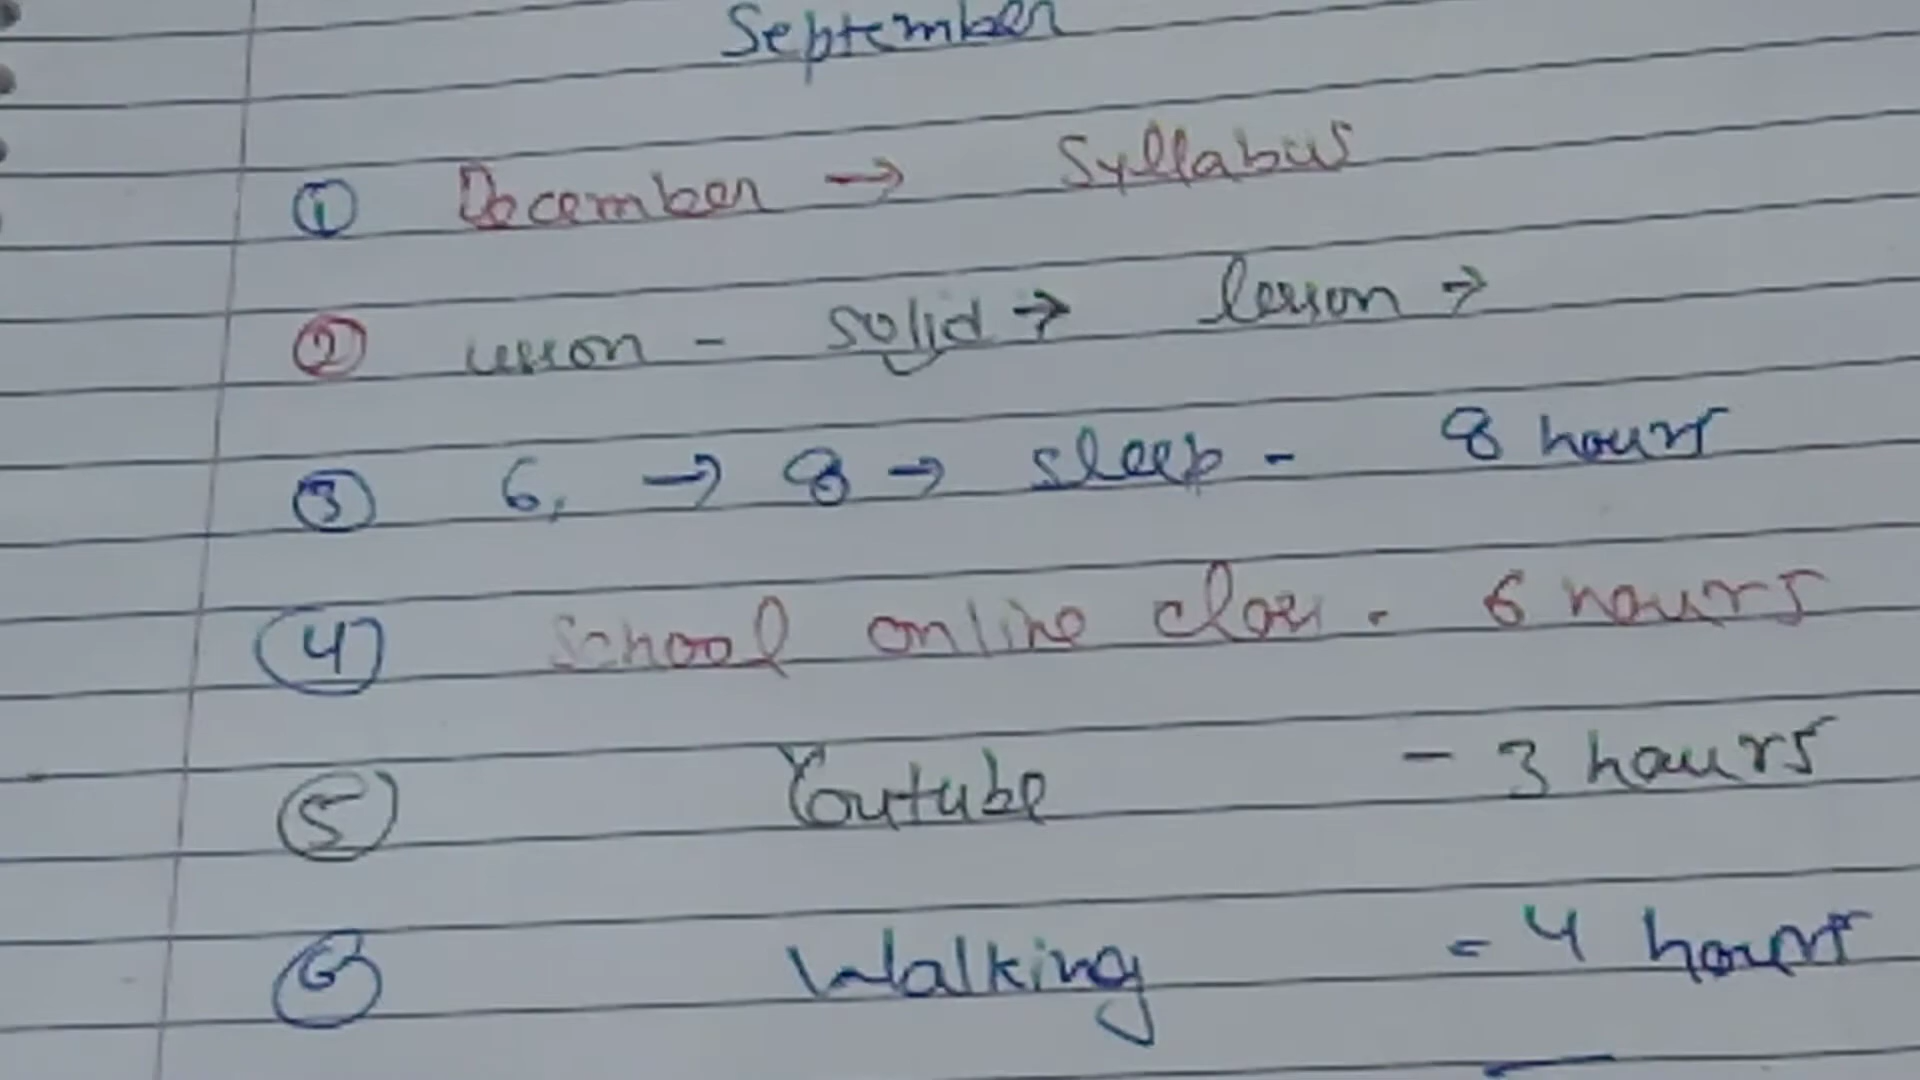 September
① December → Syllabus
② lesson - solid → lesson →
③ 6, → 8 → sleep - 8 hours
④ School online class - 6 hours
⑤ Youtube - 3 hours
⑥ Walking = 4 hours